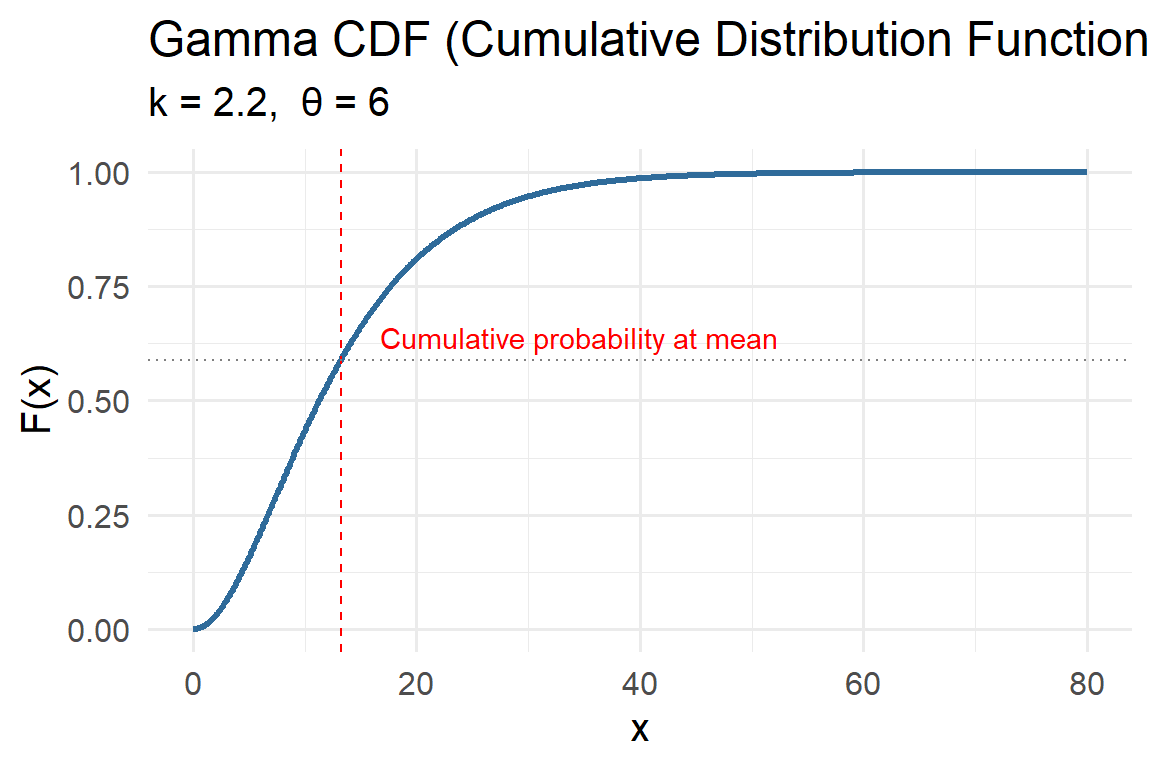 Gamma CDF (Cumulative Distribution Function
k = 2.2, θ = 6
1.00
0.75
Cumulative probability at mean
0.50
0.25
0.00
F(x)
0 20 40 60 80
x